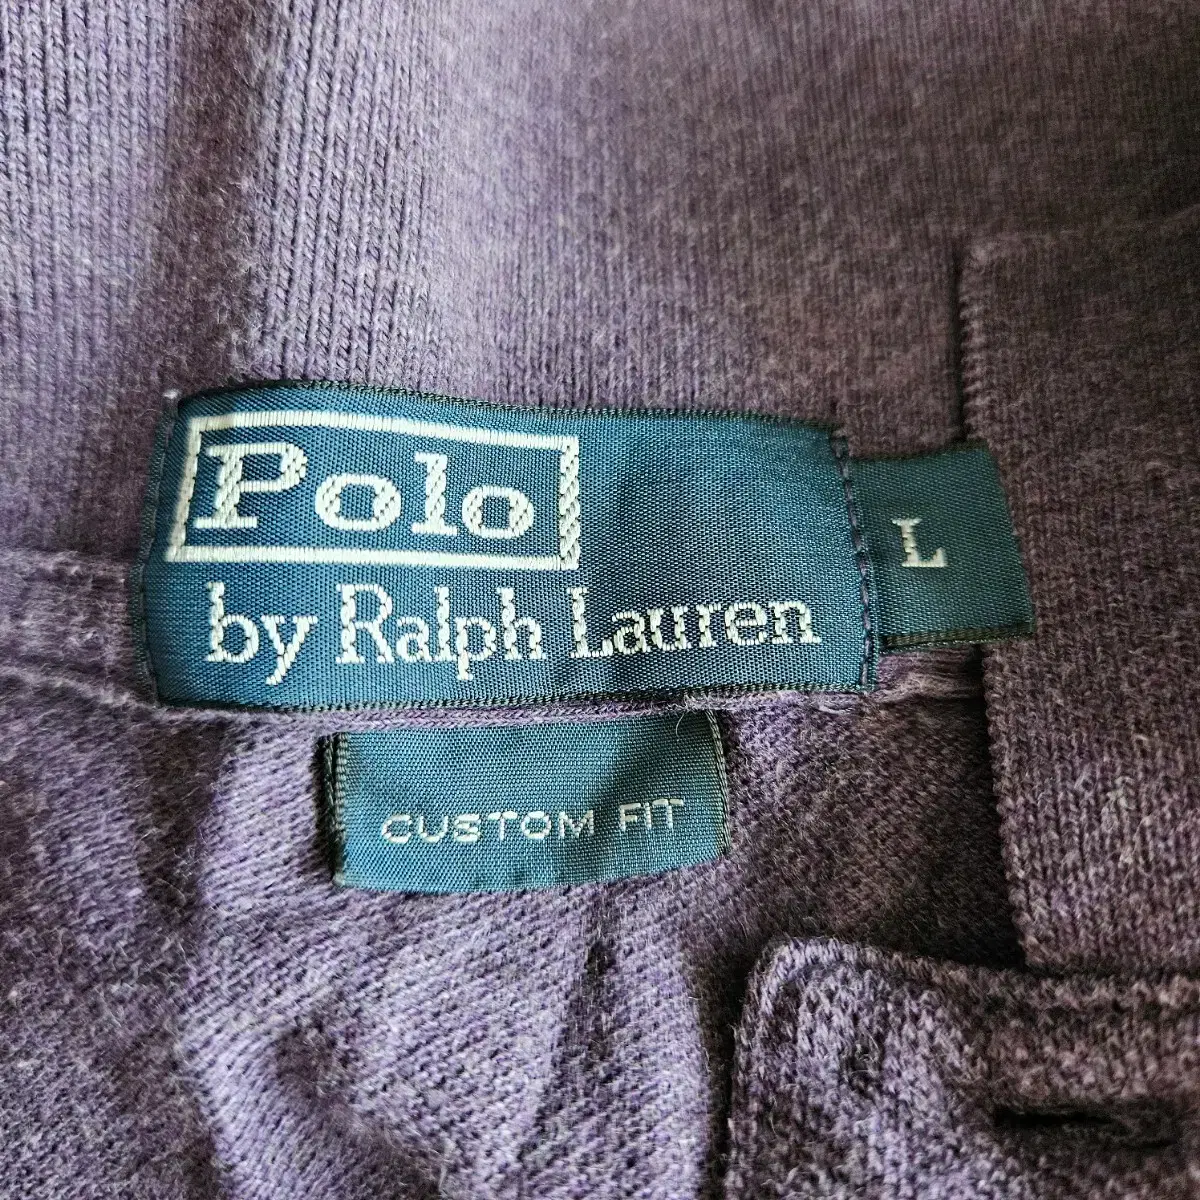 Polo
by Ralph Lauren
L
CUSTOM FIT